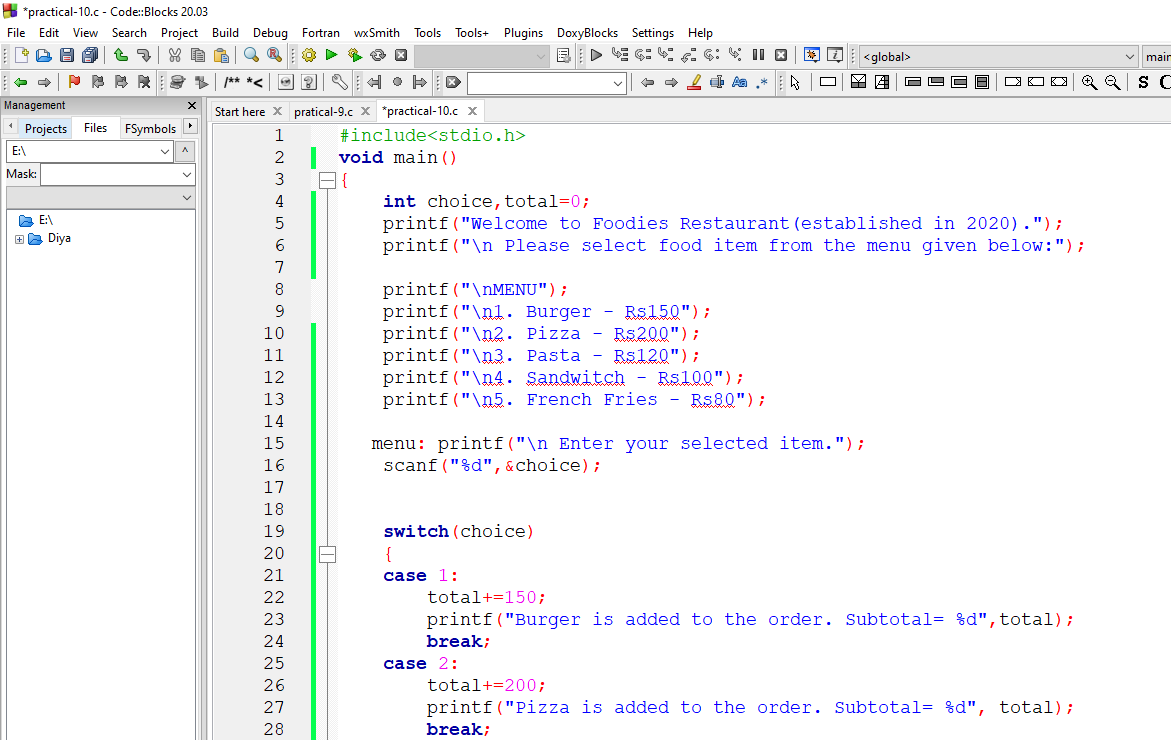 *practical-10.c - Code::Blocks 20.03
File Edit View Search Project Build Debug Fortran wxSmith Tools Tools+ Plugins DoxyBlocks Settings Help
<global>
main
/** *<
Aa .*
S C
Management
Projects Files FSymbols
E:\
Mask:
E:\
Diya
Start here pratical-9.c *practical-10.c
1 #include<stdio.h>
2 void main()
3 {
4 int choice,total=0;
5 printf("Welcome to Foodies Restaurant(established in 2020).");
6 printf("\n Please select food item from the menu given below:");
7
8 printf("\nMENU");
9 printf("\n1. Burger - Rs150");
10 printf("\n2. Pizza - Rs200");
11 printf("\n3. Pasta - Rs120");
12 printf("\n4. Sandwitch - Rs100");
13 printf("\n5. French Fries - Rs80");
14
15 menu: printf("\n Enter your selected item.");
16 scanf("%d",&choice);
17
18
19 switch(choice)
20 {
21 case 1:
22 total+=150;
23 printf("Burger is added to the order. Subtotal= %d",total);
24 break;
25 case 2:
26 total+=200;
27 printf("Pizza is added to the order. Subtotal= %d", total);
28 break;